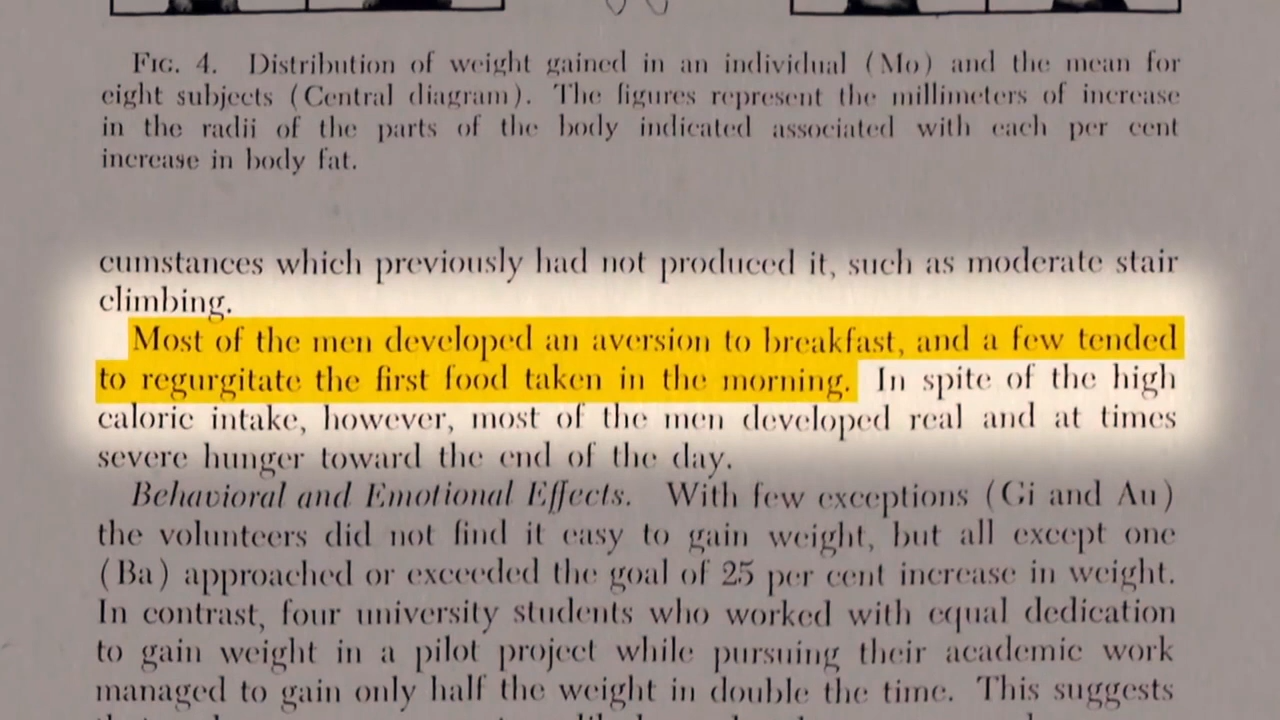 FIG. 4. Distribution of weight gained in an individual (Mo) and the mean for
eight subjects (Central diagram). The figures represent the millimeters of increase
in the radii of the parts of the body indicated associated with each per cent
increase in body fat.
cumstances which previously had not produced it, such as moderate stair
climbing.
Most of the men developed an aversion to breakfast, and a few tended
to regurgitate the first food taken in the morning. In spite of the high
caloric intake, however, most of the men developed real and at times
severe hunger toward the end of the day.
Behavioral and Emotional Effects. With few exceptions (Gi and Au)
the volunteers did not find it easy to gain weight, but all except one
(Ba) approached or exceeded the goal of 25 per cent increase in weight.
In contrast, four university students who worked with equal dedication
to gain weight in a pilot project while pursuing their academic work
managed to gain only half the weight in double the time. This suggests